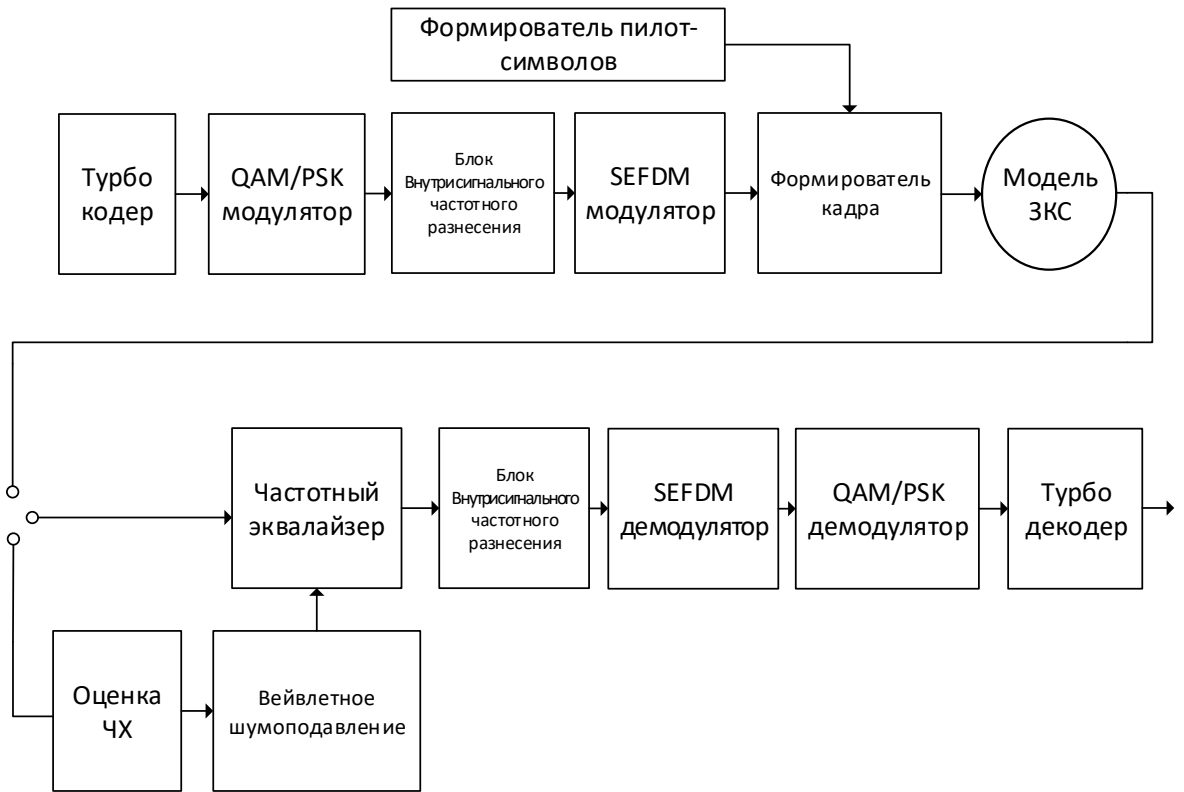 Формирователь пилот-
символов
Турбо
кодер
QAM/PSK
модулятор
Блок
Внутрисигнального
частотного
разнесения
SEFDM
модулятор
Формирователь
кадра
Модель
ЗКС
Частотный
эквалайзер
Блок
Внутрисигнального
частотного
разнесения
SEFDM
демодулятор
QAM/PSK
демодулятор
Турбо
декодер
Оценка
ЧХ
Вейвлетное
шумоподавление